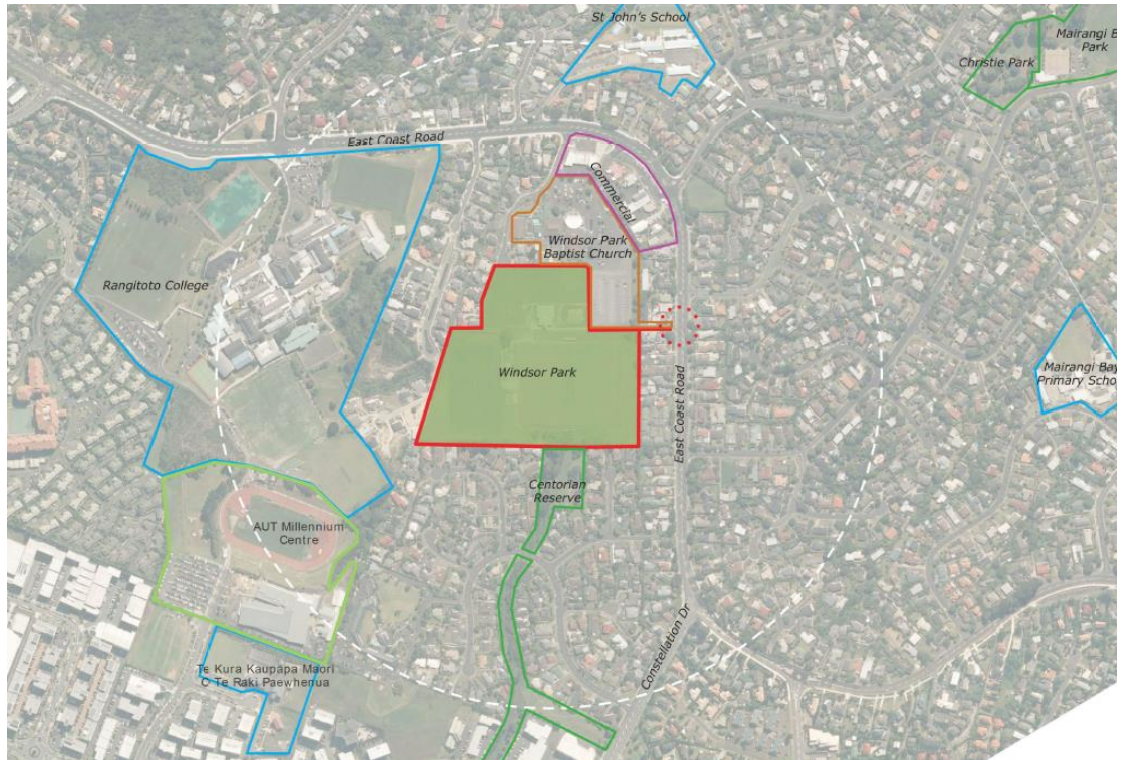 St John's School
Mairangi B
Park
Christie Park
East Coast Road
Commercial
Windsor Park
Baptist Church
Rangitoto College
Windsor Park
East Coast Road
Mairangi Bay
Primary Schoo
Centorian
Reserve
AUT Millennium
Centre
Constellation Dr
Te Kura Kaupapa Maori
O Te Raki Paewhenua